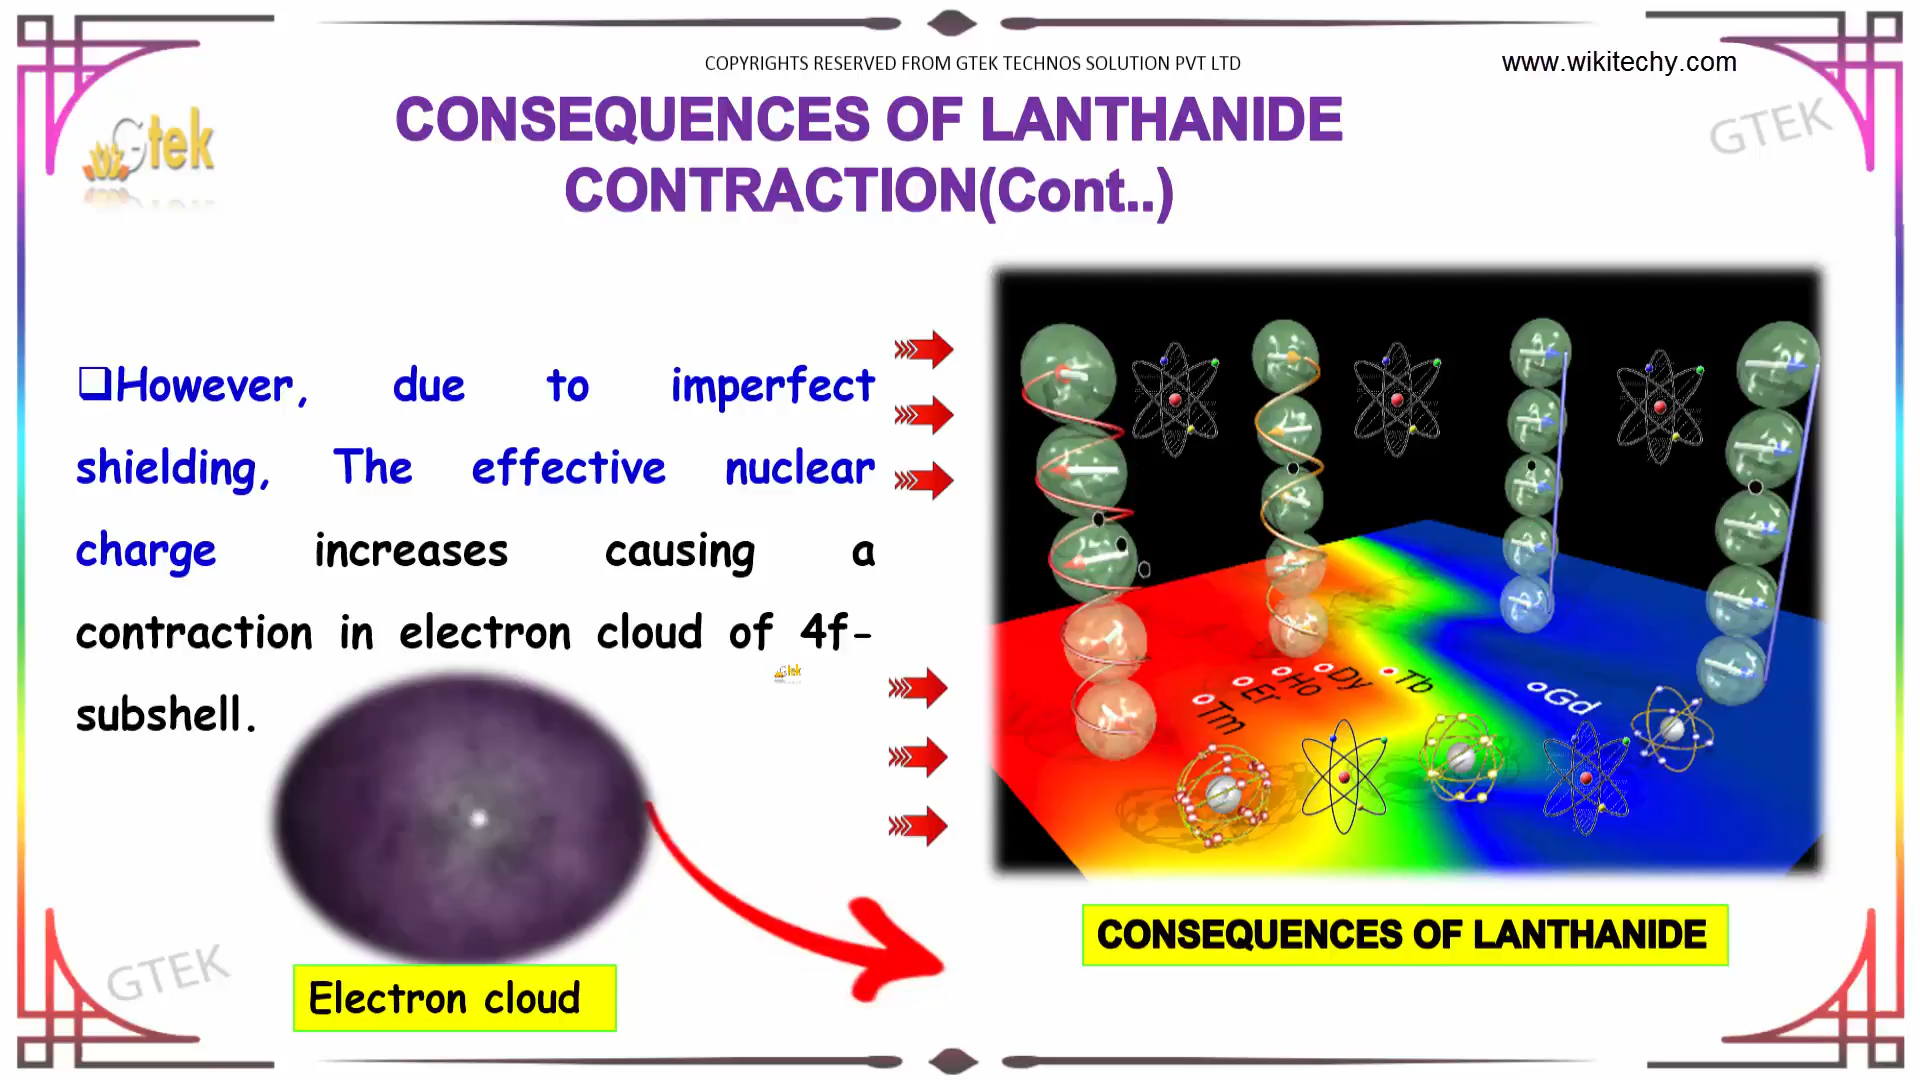 COPYRIGHTS RESERVED FROM GTEK TECHNOS SOLUTION PVT LTD
www.wikitechy.com
Gtek
GTEK
CONSEQUENCES OF LANTHANIDE
CONTRACTION(Cont..)
However, due to imperfect
shielding, The effective nuclear
charge increases causing a
contraction in electron cloud of 4f-
subshell.
Gtek
Tm
Er
Ho
Dy
Tb
Gd
CONSEQUENCES OF LANTHANIDE
GTEK
Electron cloud